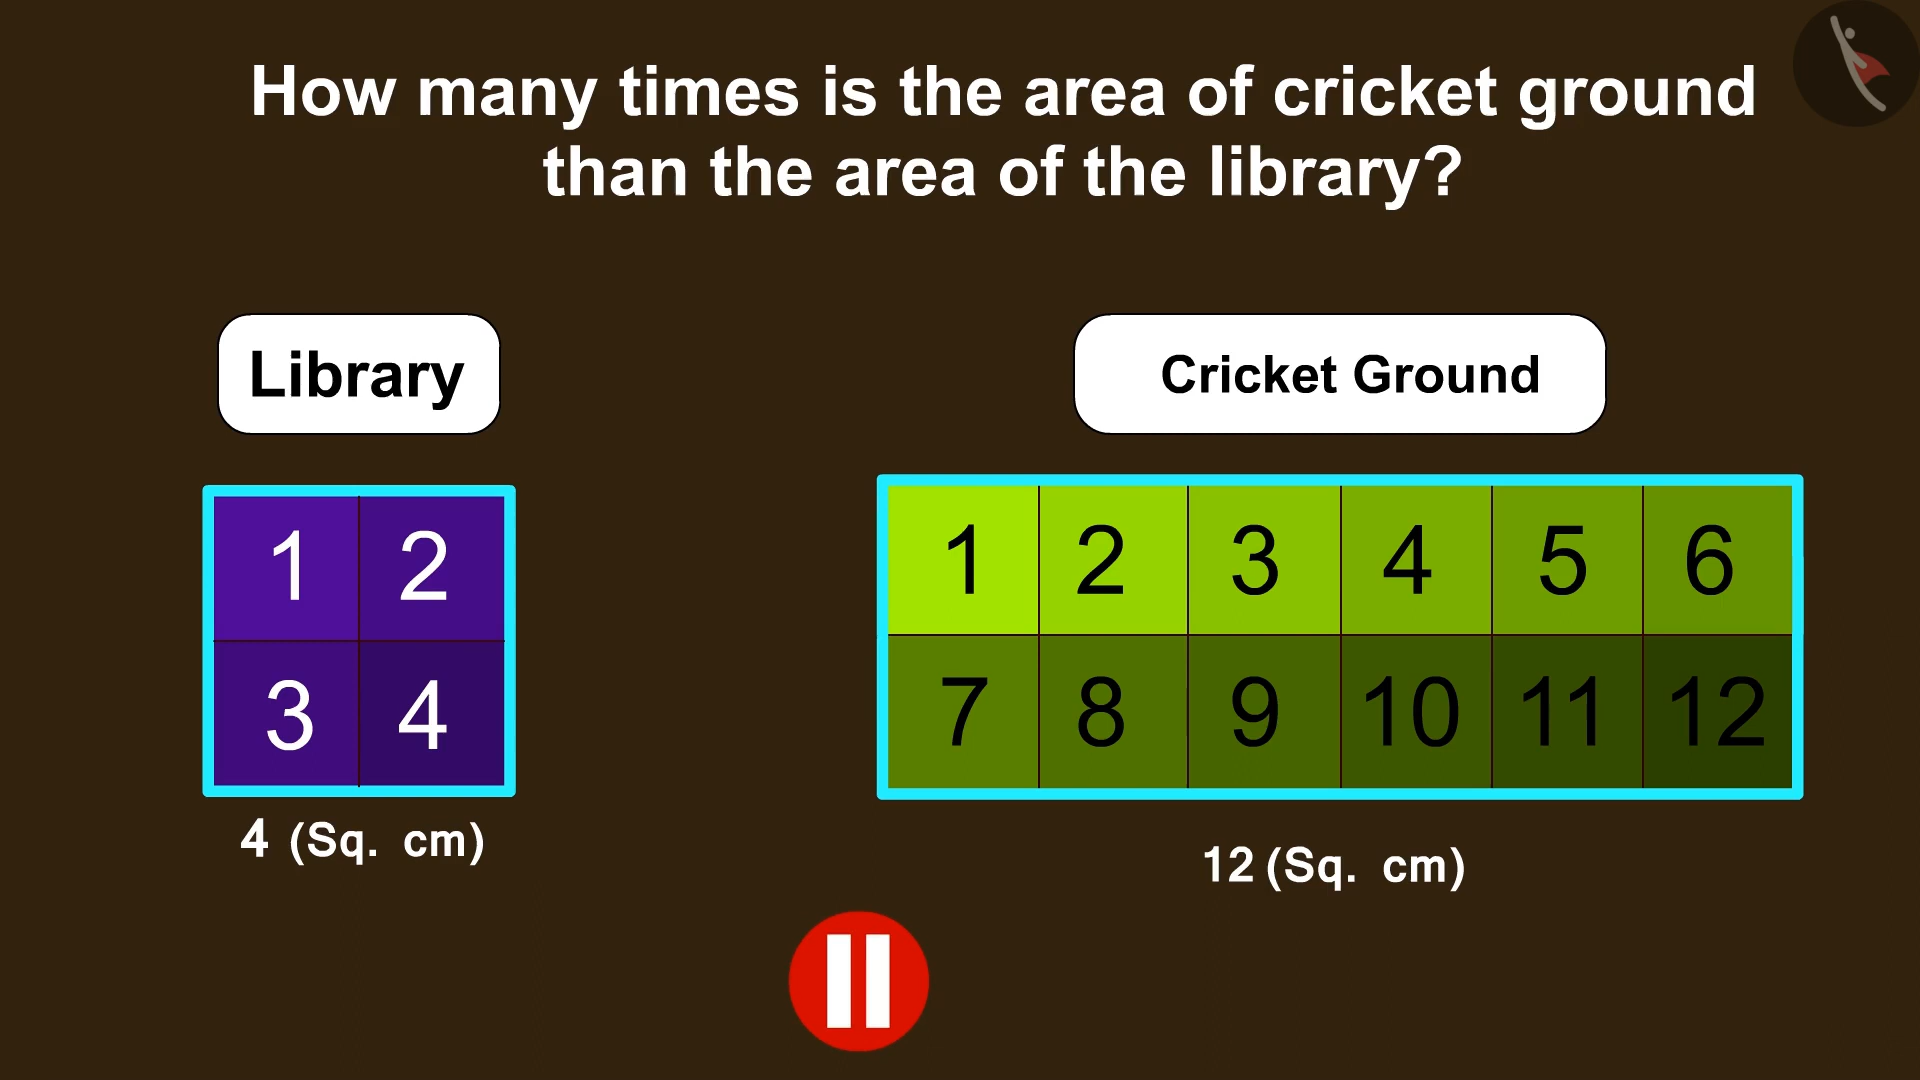 How many times is the area of cricket ground
than the area of the library?
Library
Cricket Ground
1 2
3 4
4 (Sq. cm)
1 2 3 4 5 6
7 8 9 10 11 12
12 (Sq. cm)